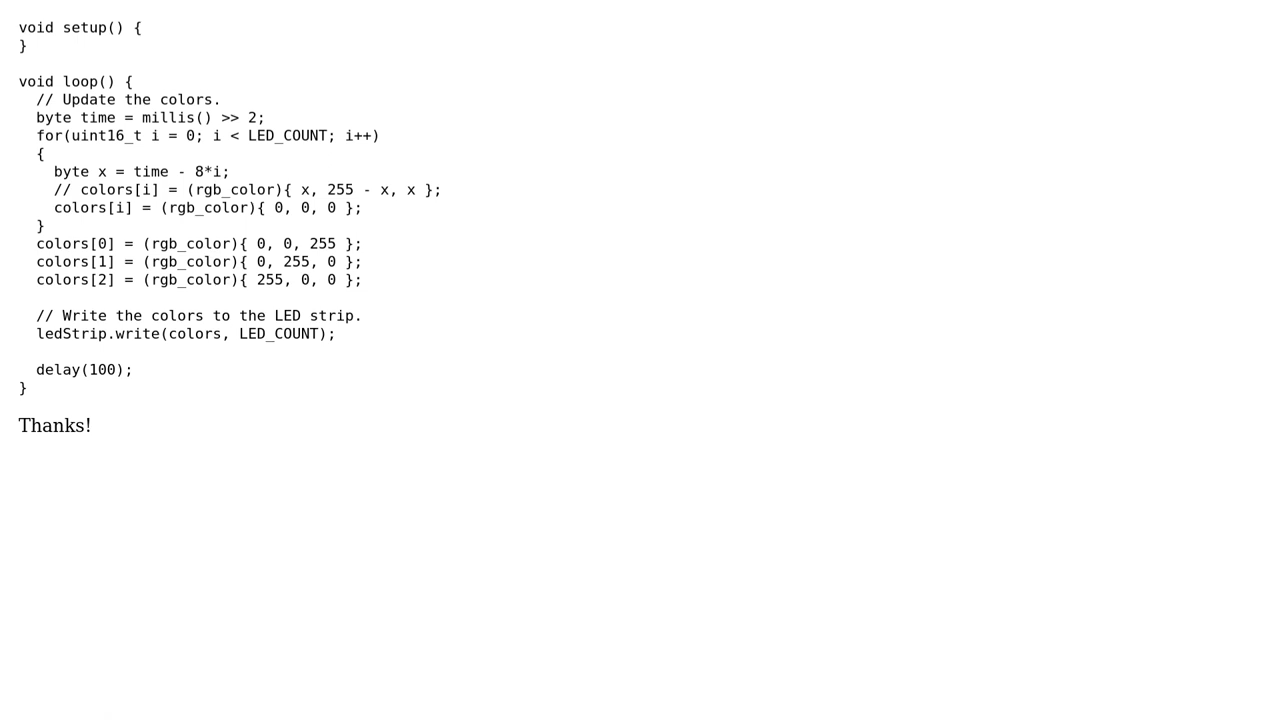 void setup() {
}

void loop() {
  // Update the colors.
  byte time = millis() >> 2;
  for(uint16_t i = 0; i < LED_COUNT; i++)
  {
    byte x = time - 8*i;
    // colors[i] = (rgb_color){ x, 255 - x, x };
    colors[i] = (rgb_color){ 0, 0, 0 };
  }
  colors[0] = (rgb_color){ 0, 0, 255 };
  colors[1] = (rgb_color){ 0, 255, 0 };
  colors[2] = (rgb_color){ 255, 0, 0 };

  // Write the colors to the LED strip.
  ledStrip.write(colors, LED_COUNT);

  delay(100);
}
Thanks!